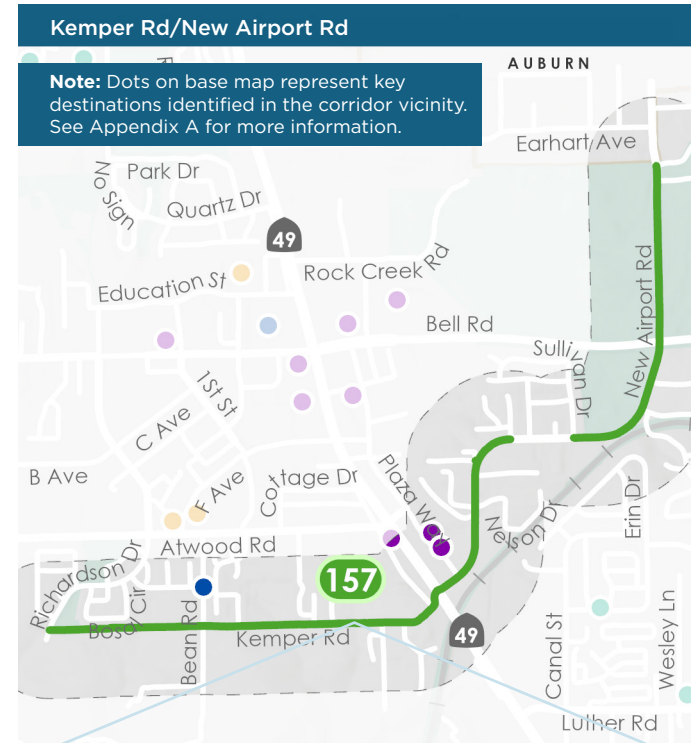 Kemper Rd/New Airport Rd
Note: Dots on base map represent key
destinations identified in the corridor vicinity.
See Appendix A for more information.
AUBURN
Earhart Ave
Park Dr
No Sign
Quartz Dr
49
Rock Creek Rd
Education St
New Airport Rd
Bell Rd
Sullivan Dr
1St St
C Ave
B Ave
F Ave
Cottage Dr
Plaza Way
Nelson Dr
Erin Dr
Atwood Rd
Richardson Dr
157
Bosal Cir
Bean Rd
Kemper Rd
49
Canal St
Wesley Ln
Luther Rd